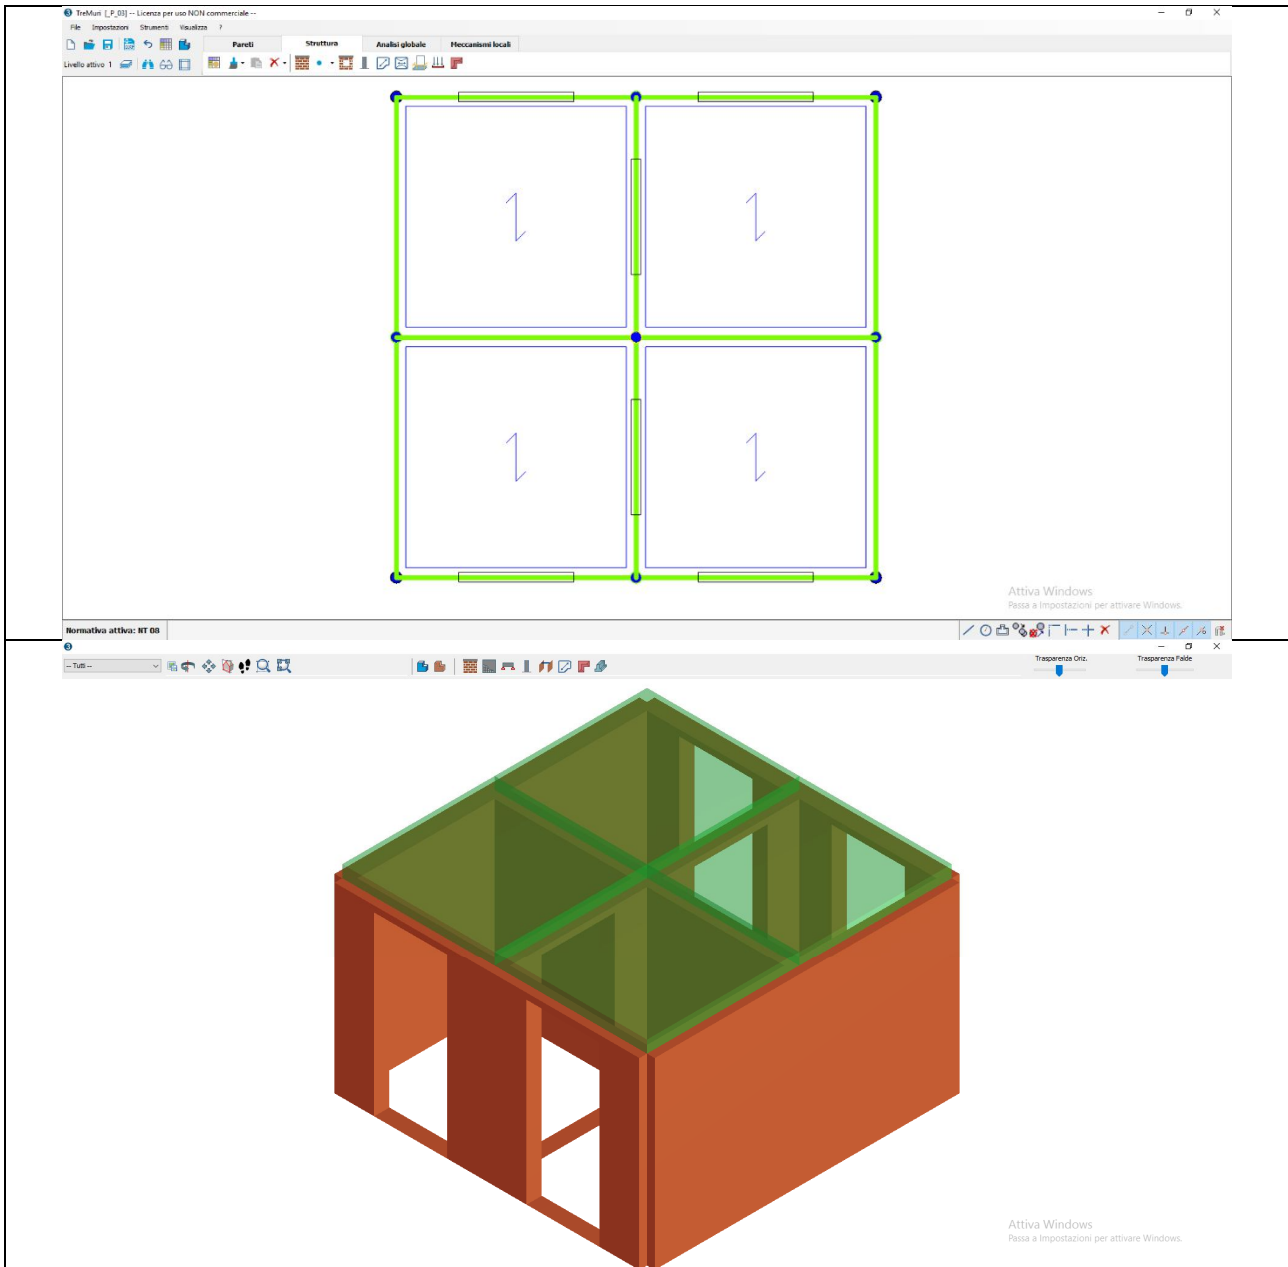 TreMuri [_P_03] -- Licenza per uso NON commerciale --
File Impostazioni Strumenti Visualizza ?
Pareti Struttura Analisi globale Meccanismi locali
Livello attivo 1
Attiva Windows
Passa a Impostazioni per attivare Windows.
Normativa attiva: NT 08
-- Tutti -- Trasparenza Oriz. Trasparenza Falde
Attiva Windows
Passa a Impostazioni per attivare Windows.